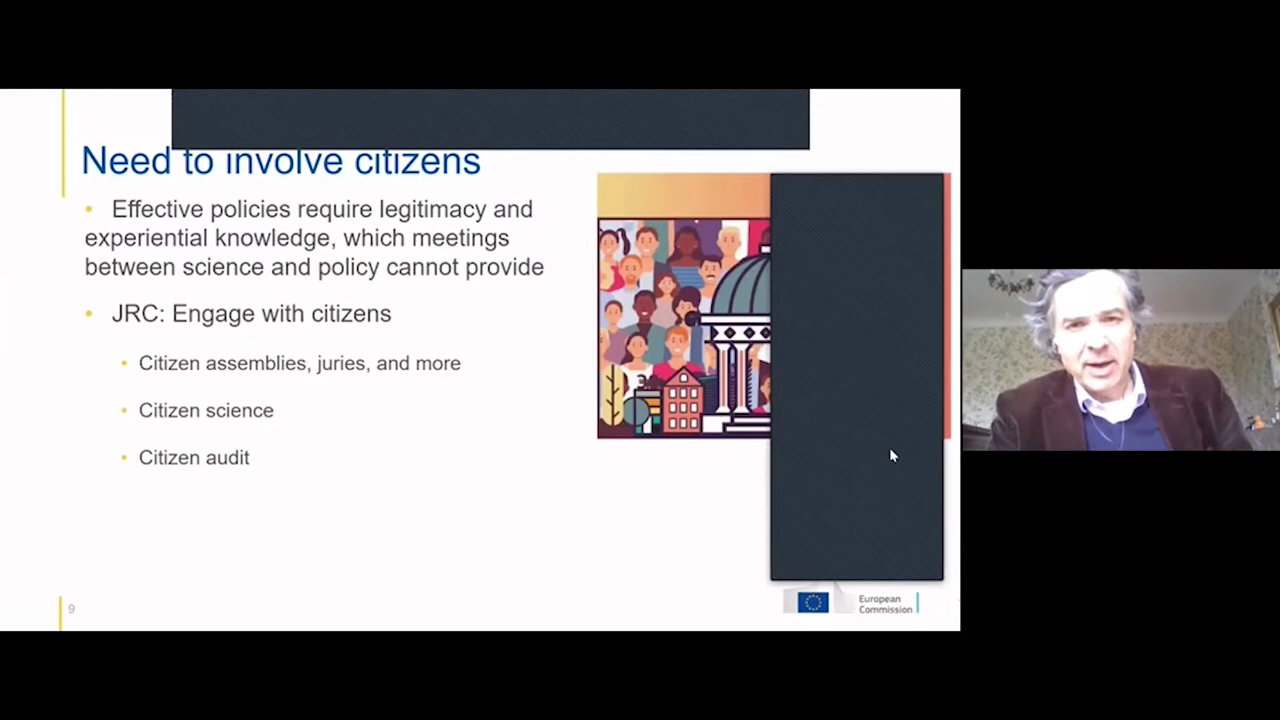 Need to involve citizens
• Effective policies require legitimacy and
experiential knowledge, which meetings
between science and policy cannot provide
• JRC: Engage with citizens
• Citizen assemblies, juries, and more
• Citizen science
• Citizen audit
9
European
Commission